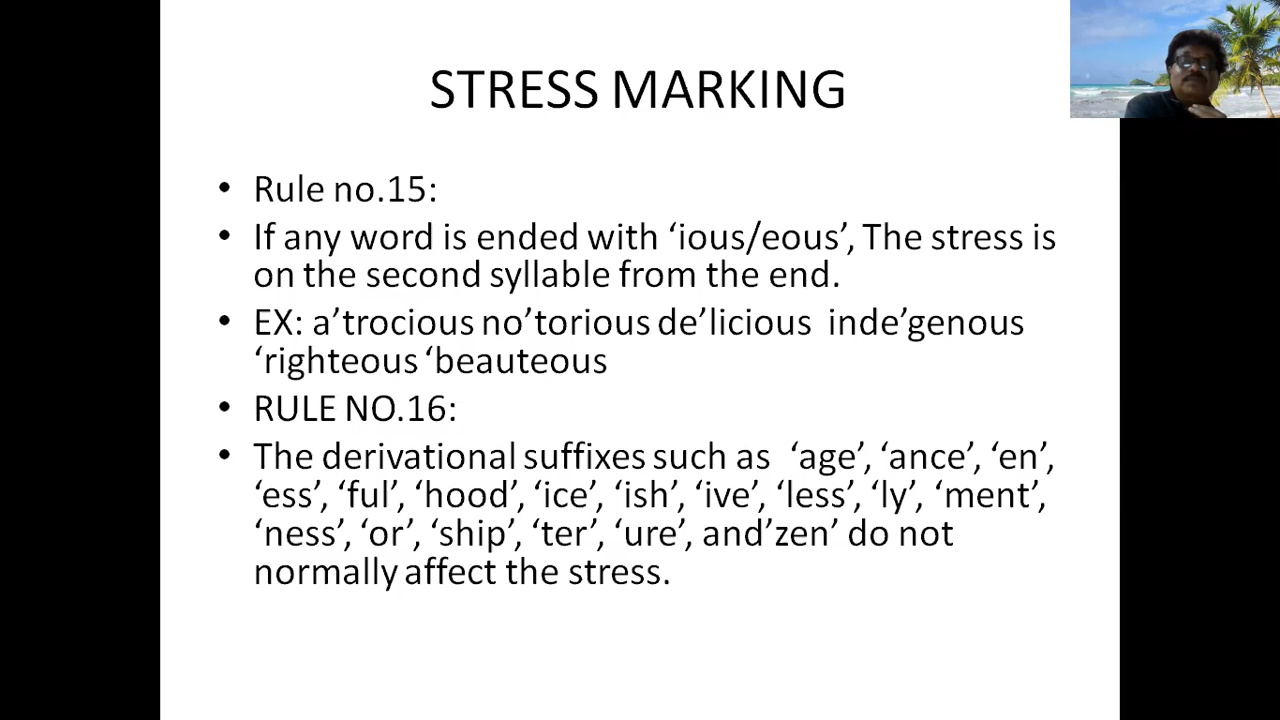 STRESS MARKING
• Rule no.15:
• If any word is ended with ‘ious/eous’, The stress is
on the second syllable from the end.
• EX: a’trocious no’torious de’licious inde’genous
‘righteous ‘beauteous
• RULE NO.16:
• The derivational suffixes such as ‘age’, ‘ance’, ‘en’,
‘ess’, ‘ful’, ‘hood’, ‘ice’, ‘ish’, ‘ive’, ‘less’, ‘ly’, ‘ment’,
‘ness’, ‘or’, ‘ship’, ‘ter’, ‘ure’, and’zen’ do not
normally affect the stress.